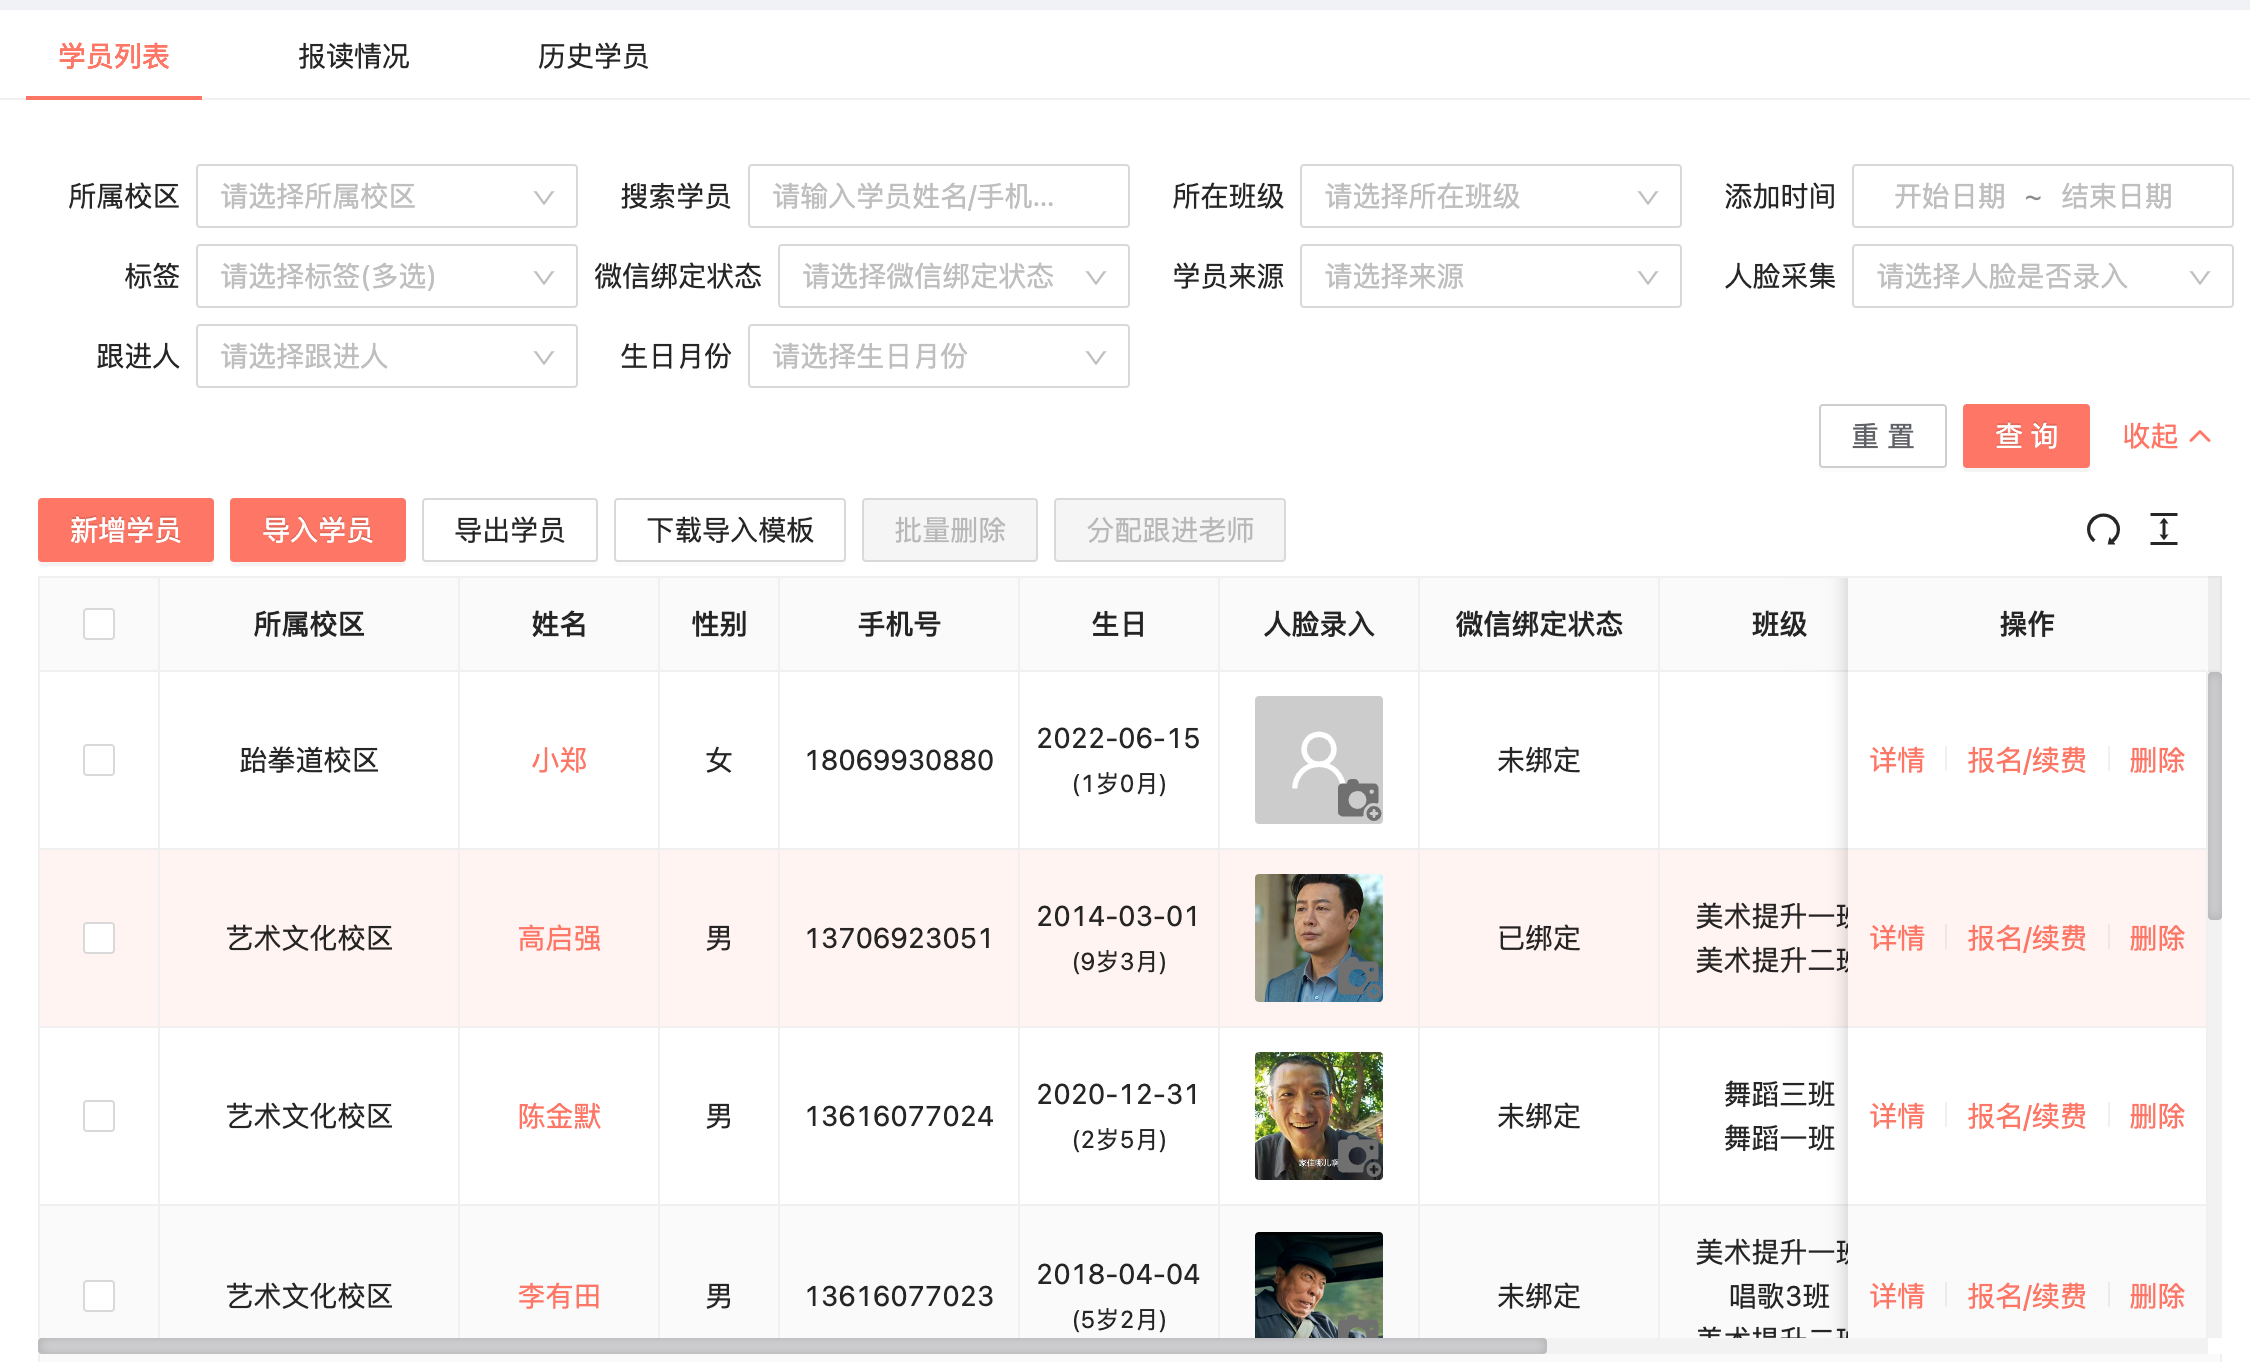 学员列表 报读情况 历史学员
所属校区 请选择所属校区 搜索学员 请输入学员姓名/手机... 所在班级 请选择所在班级 添加时间 开始日期 ~ 结束日期
标签 请选择标签(多选) 微信绑定状态 请选择微信绑定状态 学员来源 请选择来源 人脸采集 请选择人脸是否录入
跟进人 请选择跟进人 生日月份 请选择生日月份
重置 查询 收起
新增学员 导入学员 导出学员 下载导入模板 批量删除 分配跟进老师
所属校区 姓名 性别 手机号 生日 人脸录入 微信绑定状态 班级 操作
跆拳道校区 小郑 女 18069930880 2022-06-15 未绑定 详情 报名/续费 删除
(1岁0月)
艺术文化校区 高启强 男 13706923051 2014-03-01 已绑定 美术提升一班 详情 报名/续费 删除
(9岁3月) 美术提升二班
艺术文化校区 陈金默 男 13616077024 2020-12-31 未绑定 舞蹈三班 详情 报名/续费 删除
(2岁5月) 舞蹈一班
家住哪儿啊
艺术文化校区 李有田 男 13616077023 2018-04-04 未绑定 美术提升一班 详情 报名/续费 删除
(5岁2月) 唱歌3班
美术提升二班